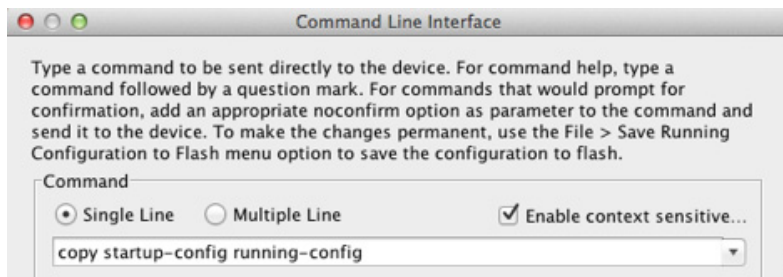 Command Line Interface
Type a command to be sent directly to the device. For command help, type a
command followed by a question mark. For commands that would prompt for
confirmation, add an appropriate noconfirm option as parameter to the command and
send it to the device. To make the changes permanent, use the File > Save Running
Configuration to Flash menu option to save the configuration to flash.
Command
Single Line Multiple Line Enable context sensitive...
copy startup-config running-config